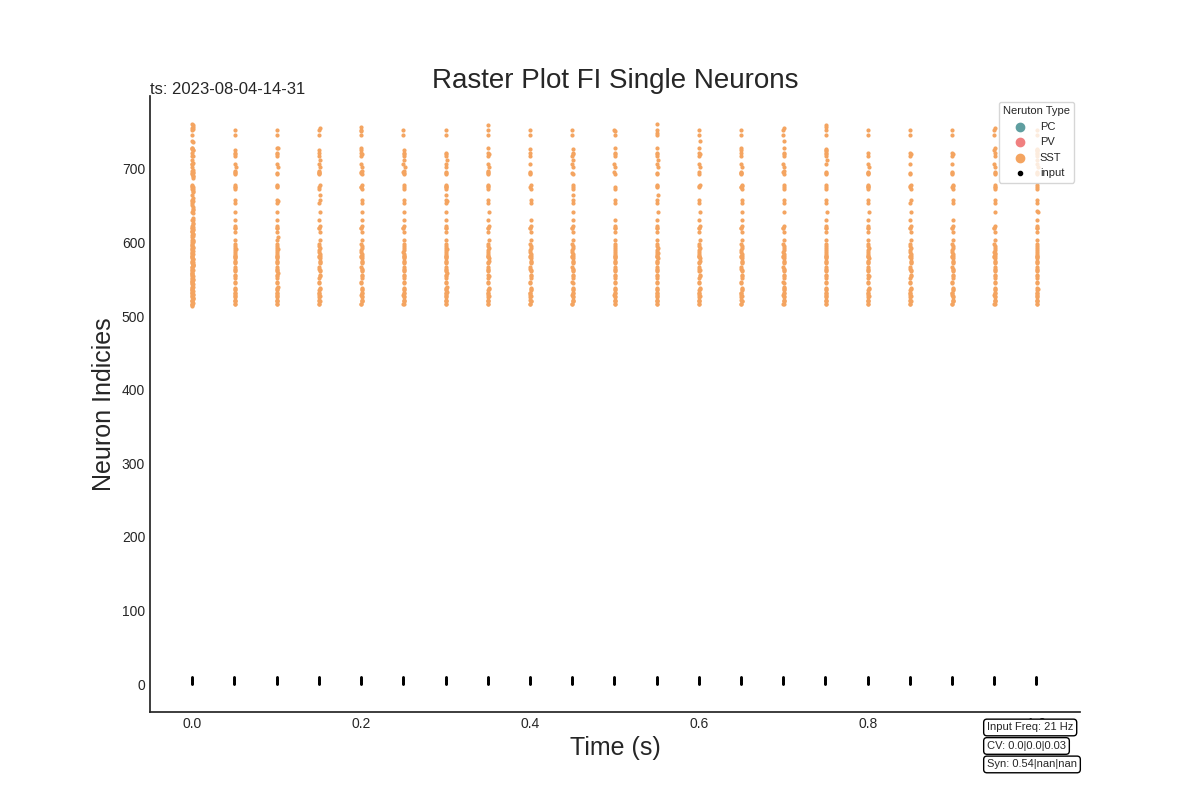 Raster Plot FI Single Neurons
ts: 2023-08-04-14-31
Neruton Type
PC
PV
SST
input
Neuron Indicies
700
600
500
400
300
200
100
0
0.0
0.2
0.4
0.6
0.8
Time (s)
Input Freq: 21 Hz
CV: 0.0|0.0|0.03
Syn: 0.54|nan|nan